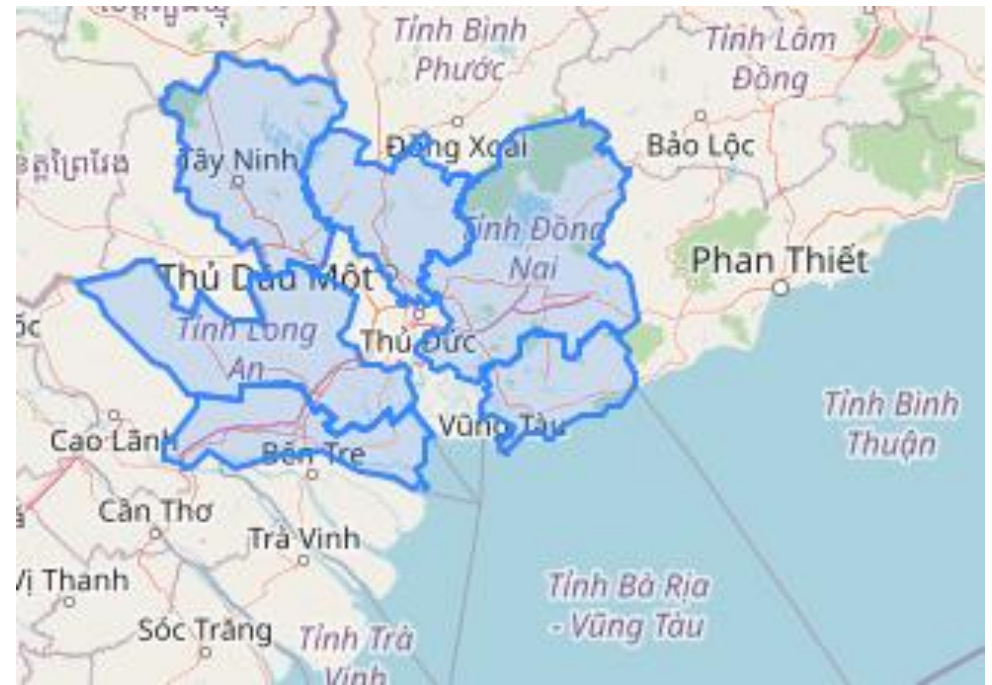 Tỉnh Bình
Phước
Tỉnh Lâm
Đồng
Đồng Xoài
Bảo Lộc
Tây Ninh
Tỉnh Đồng
Nai
Phan Thiết
Thủ Dầu Một
Tỉnh Long
An
Thủ Đức
Vũng Tàu
Tỉnh Bình
Thuận
Cao Lãnh
Bến Tre
Cần Thơ
Trà Vinh
Vị Thanh
Tỉnh Bà Rịa
- Vũng Tàu
Sóc Trăng
Tỉnh Trà
Vinh